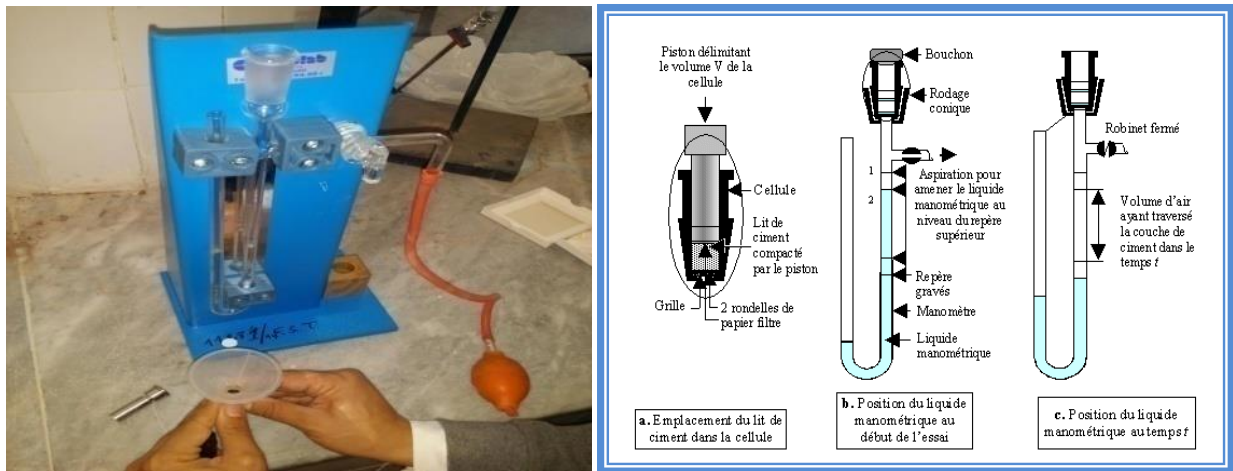 Piston délimitant
le volume V de la
cellule
Cellule
Lit de
ciment
compacté
par le piston
Grille
2 rondelles de
papier filtre
a. Emplacement du lit de
ciment dans la cellule
Bouchon
Rodage
conique
1
2
Aspiration pour
amener le liquide
manométrique au
niveau du repère
supérieur
Repère
gravés
Manomètre
Liquide
manométrique
b. Position du liquide
manométrique au
début de l'essai
Robinet fermé
Volume d'air
ayant traversé
la couche de
ciment dans le
temps t
c. Position du liquide
manométrique au temps t